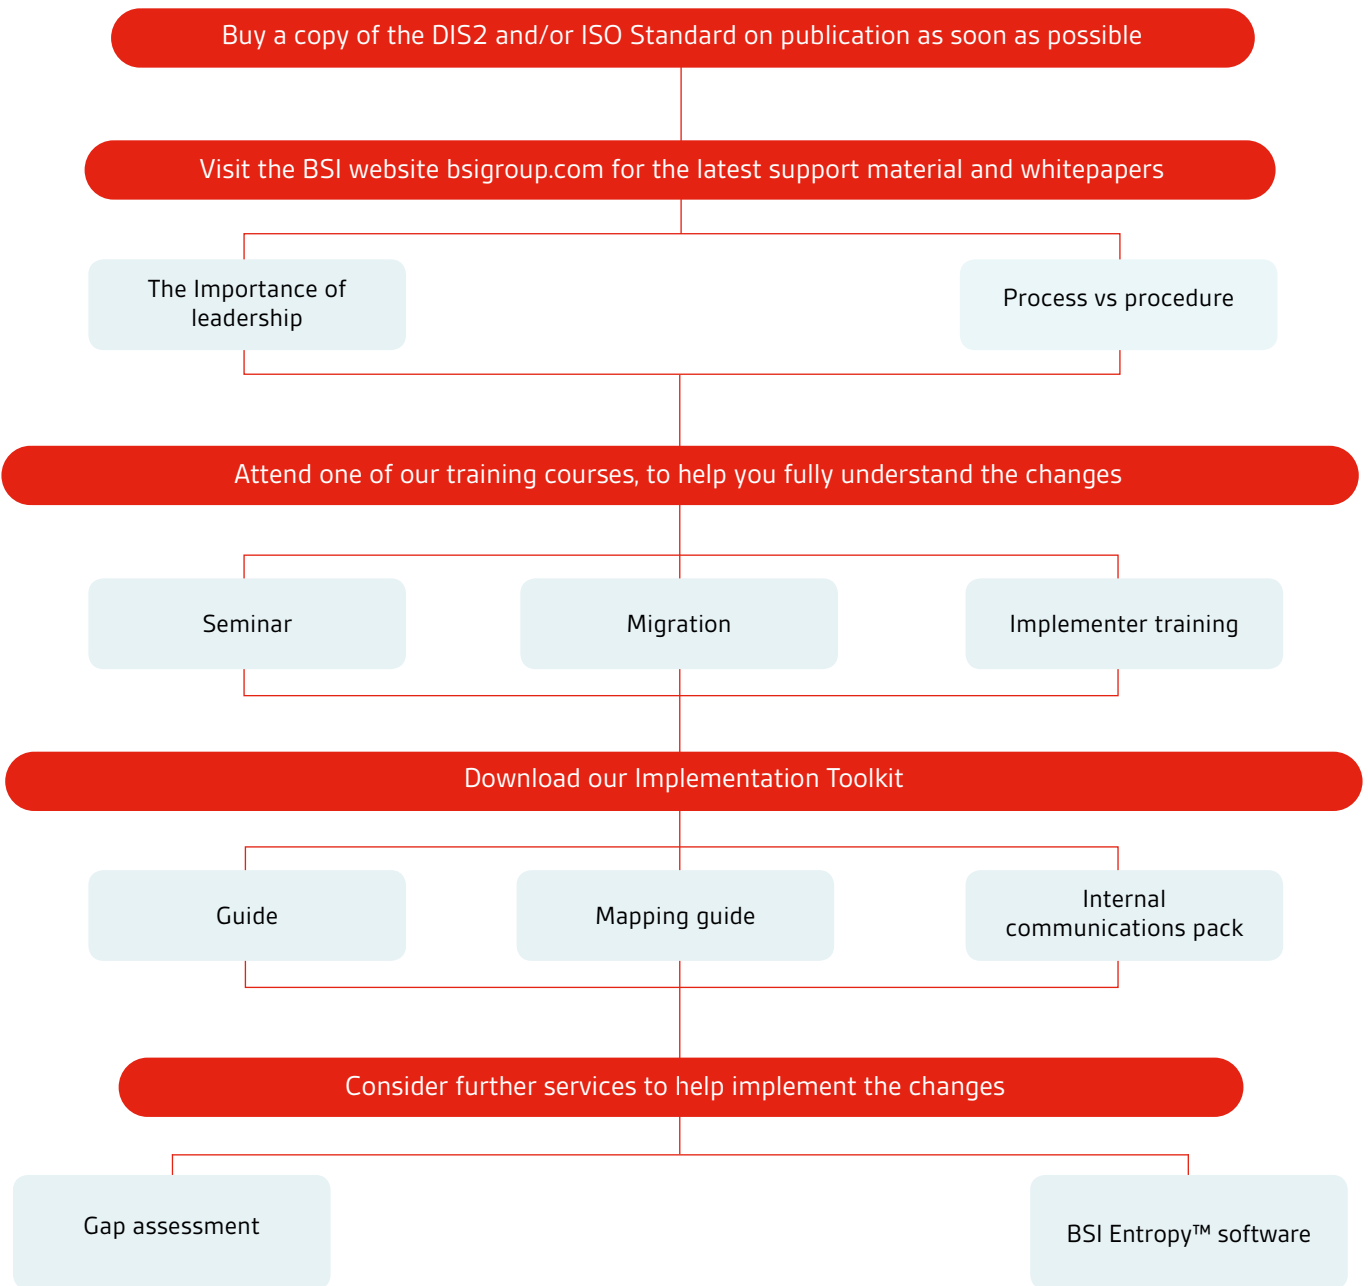 Buy a copy of the DIS2 and/or ISO Standard on publication as soon as possible
Visit the BSI website bsigroup.com for the latest support material and whitepapers
The Importance of
leadership
Process vs procedure
Attend one of our training courses, to help you fully understand the changes
Seminar
Migration
Implementer training
Download our Implementation Toolkit
Guide
Mapping guide
Internal
communications pack
Consider further services to help implement the changes
Gap assessment
BSI Entropy™ software